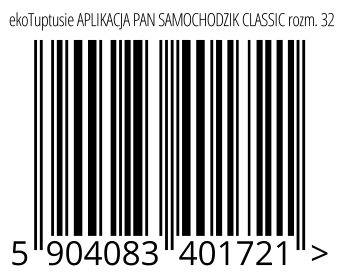 ekoTuptusie APLIKACJA PAN SAMOCHODZIK CLASSIC rozm. 32
5 904083 401721 >